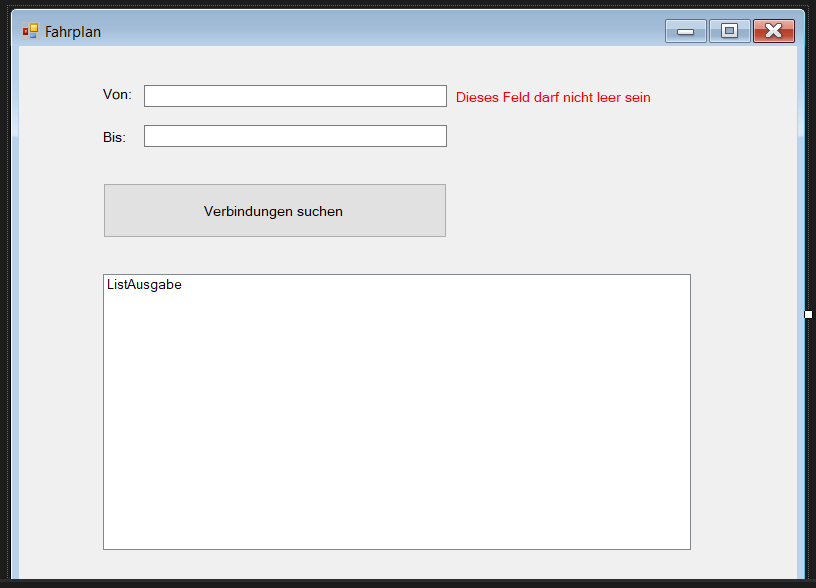 Fahrplan
Von:
Dieses Feld darf nicht leer sein
Bis:
Verbindungen suchen
ListAusgabe